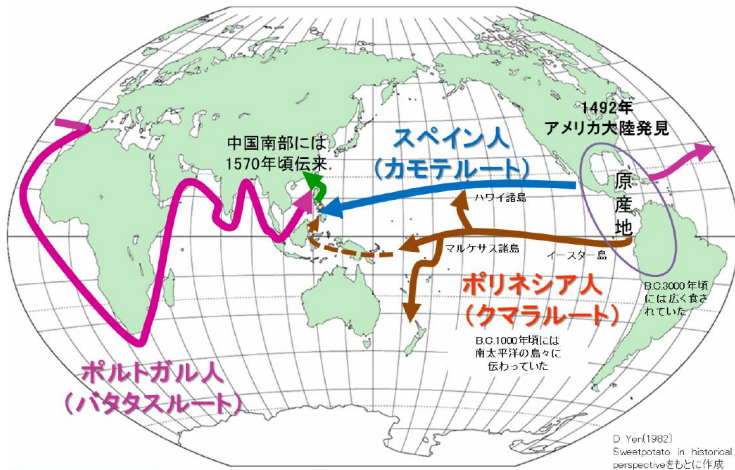 1492年
アメリカ大陸発見
中国南部には
1570年頃伝来.
スペイン人
(カモテルート)
原産地
ハワイ諸島
マルケサス諸島
イースター島
B.C.3000年頃
には広く食さ
れていた
ポリネシア人
(クマラルート)
B.C.1000年頃には
南太平洋の島々に
伝わっていた
ポルトガル人
(バタタスルート)
D. Yen(1982)
Sweetpotato in historical
perspectiveをもとに作成